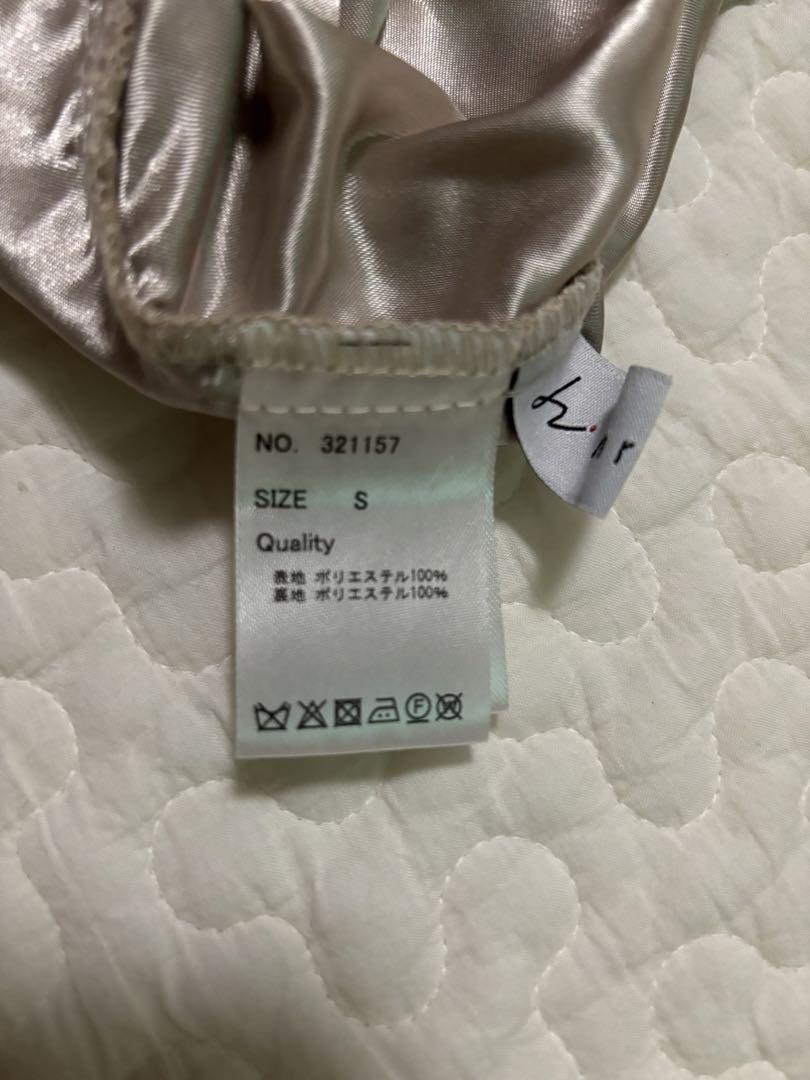 NO. 321157
SIZE S
Quality
表地 ポリエステル100%
裏地 ポリエステル100%